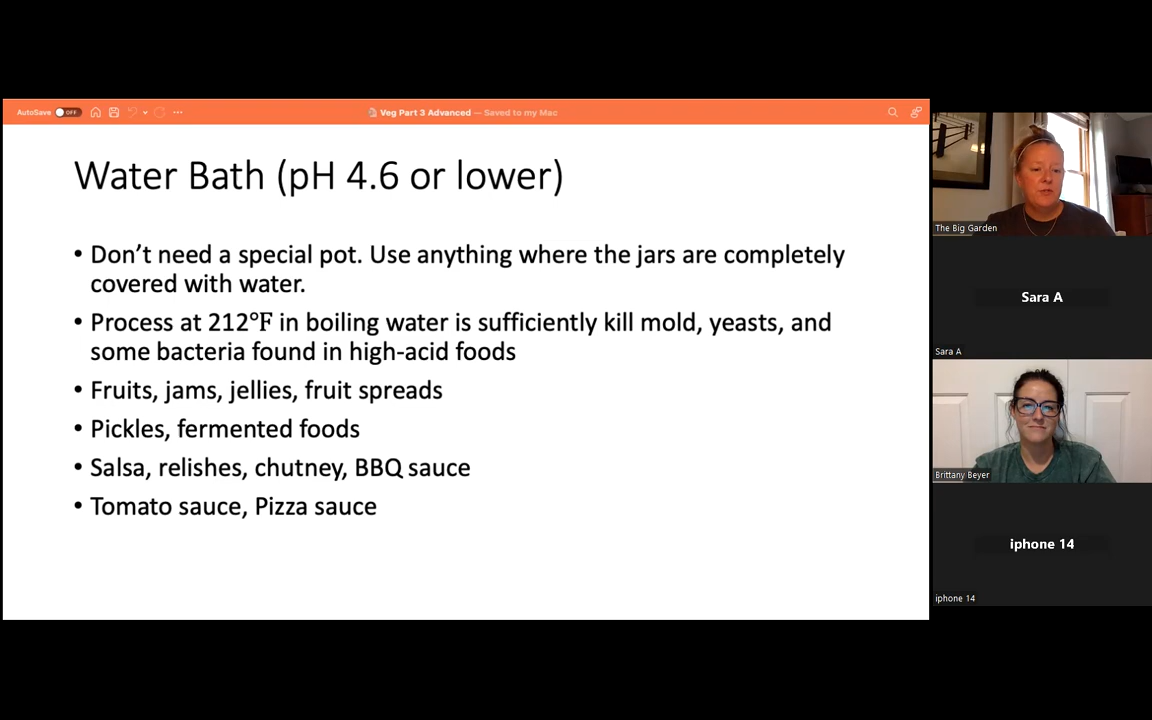 AutoSave OFF
Veg Part 3 Advanced — Saved to my Mac
Water Bath (pH 4.6 or lower)
• Don’t need a special pot. Use anything where the jars are completely
covered with water.
• Process at 212°F in boiling water is sufficiently kill mold, yeasts, and
some bacteria found in high-acid foods
• Fruits, jams, jellies, fruit spreads
• Pickles, fermented foods
• Salsa, relishes, chutney, BBQ sauce
• Tomato sauce, Pizza sauce
The Big Garden
Sara A
Sara A
Brittany Beyer
iphone 14
iphone 14